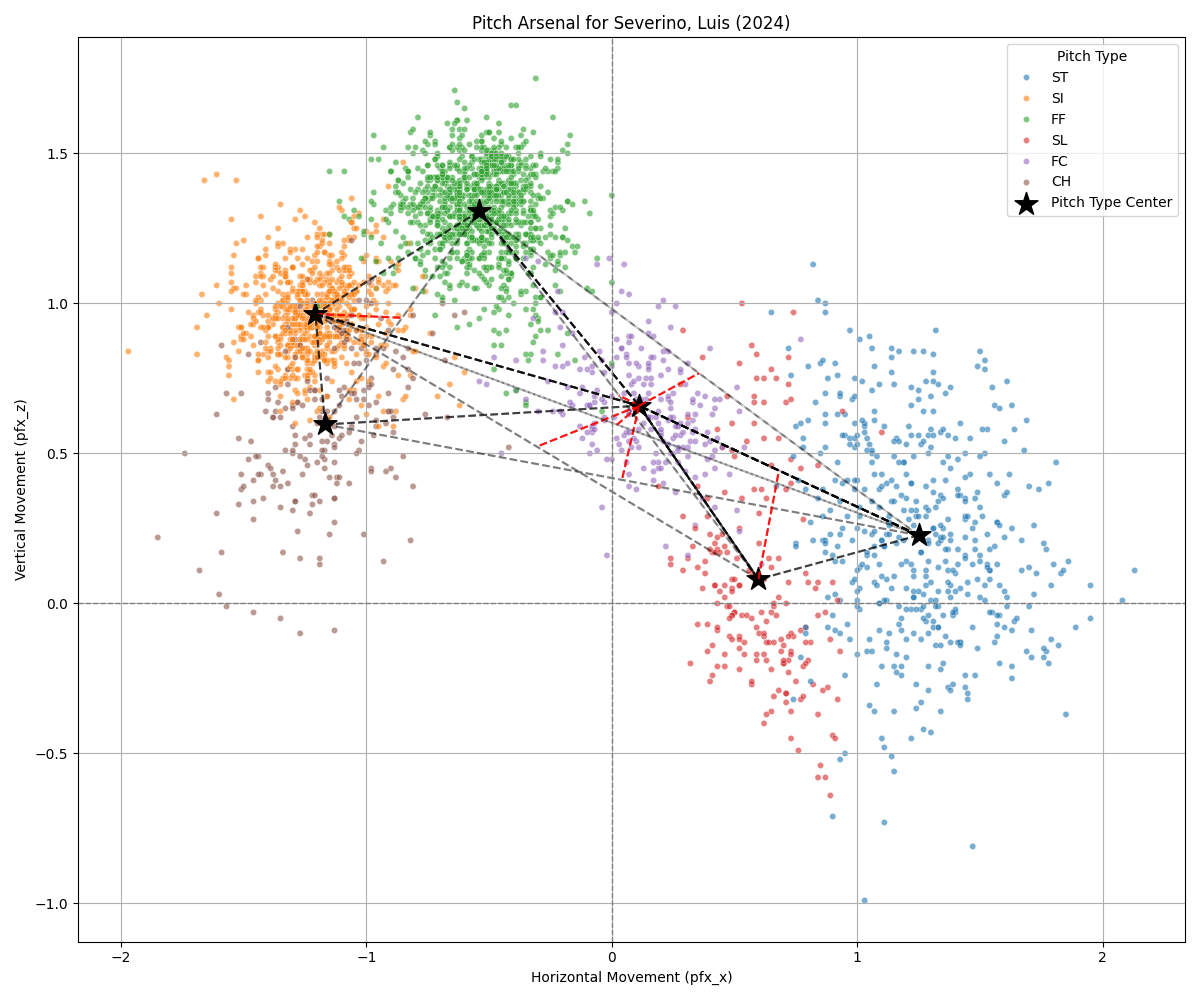 Pitch Arsenal for Severino, Luis (2024)
Pitch Type
ST
SI
FF
SL
FC
CH
Pitch Type Center
Vertical Movement (pfx_z)
1.5
1.0
0.5
0.0
−0.5
−1.0
−2
−1
0
1
2
Horizontal Movement (pfx_x)